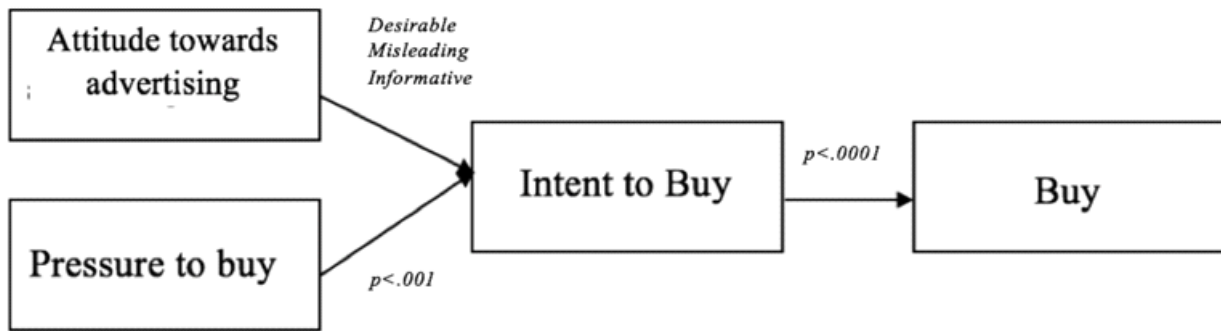 Attitude towards
advertising
Desirable
Misleading
Informative
Pressure to buy
p<.001
Intent to Buy
p<.0001
Buy